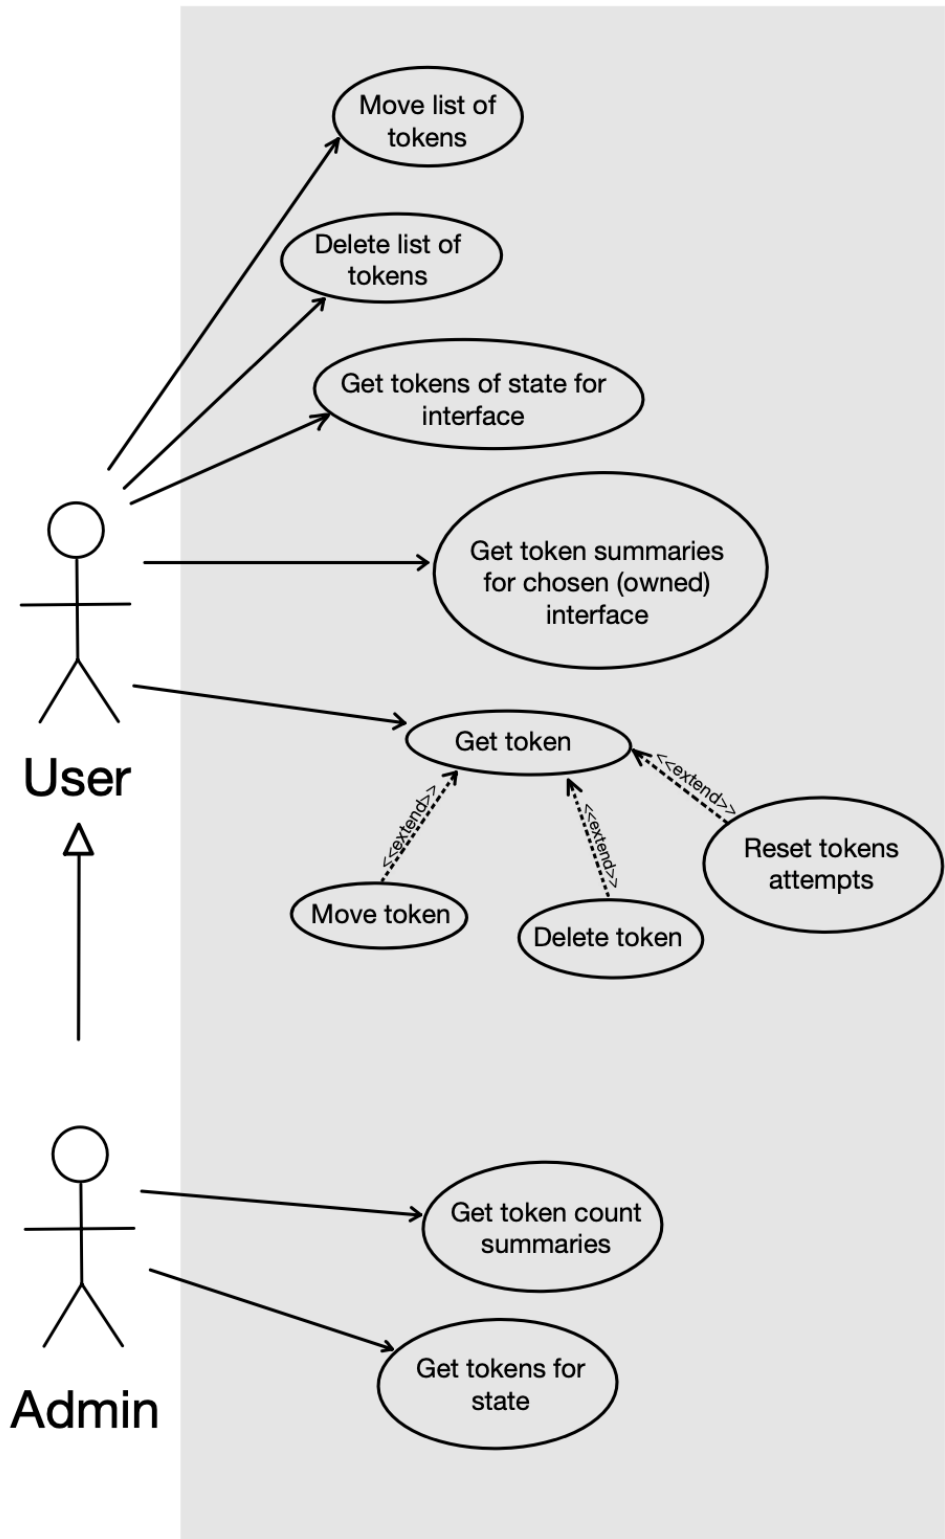 Move list of
tokens
Delete list of
tokens
Get tokens of state for
interface
Get token summaries
for chosen (owned)
interface
User
Get token
<<extend>>
<<extend>>
<<extend>>
Move token
Delete token
Reset tokens
attempts
Get token count
summaries
Get tokens for
state
Admin